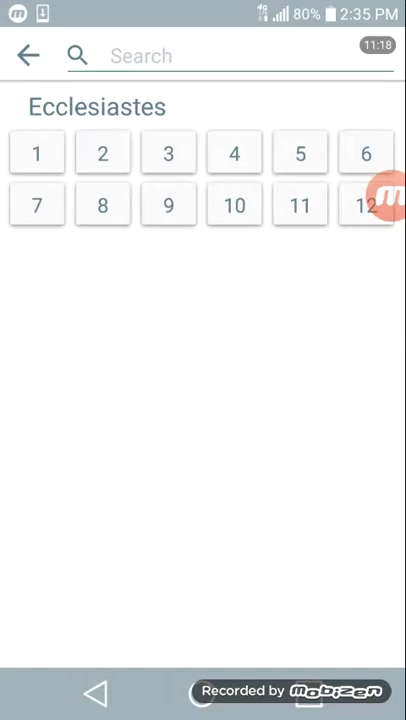 80% 2:35 PM
11:18
Search
Ecclesiastes
1 2 3 4 5 6
7 8 9 10 11 12
Recorded by mobizen